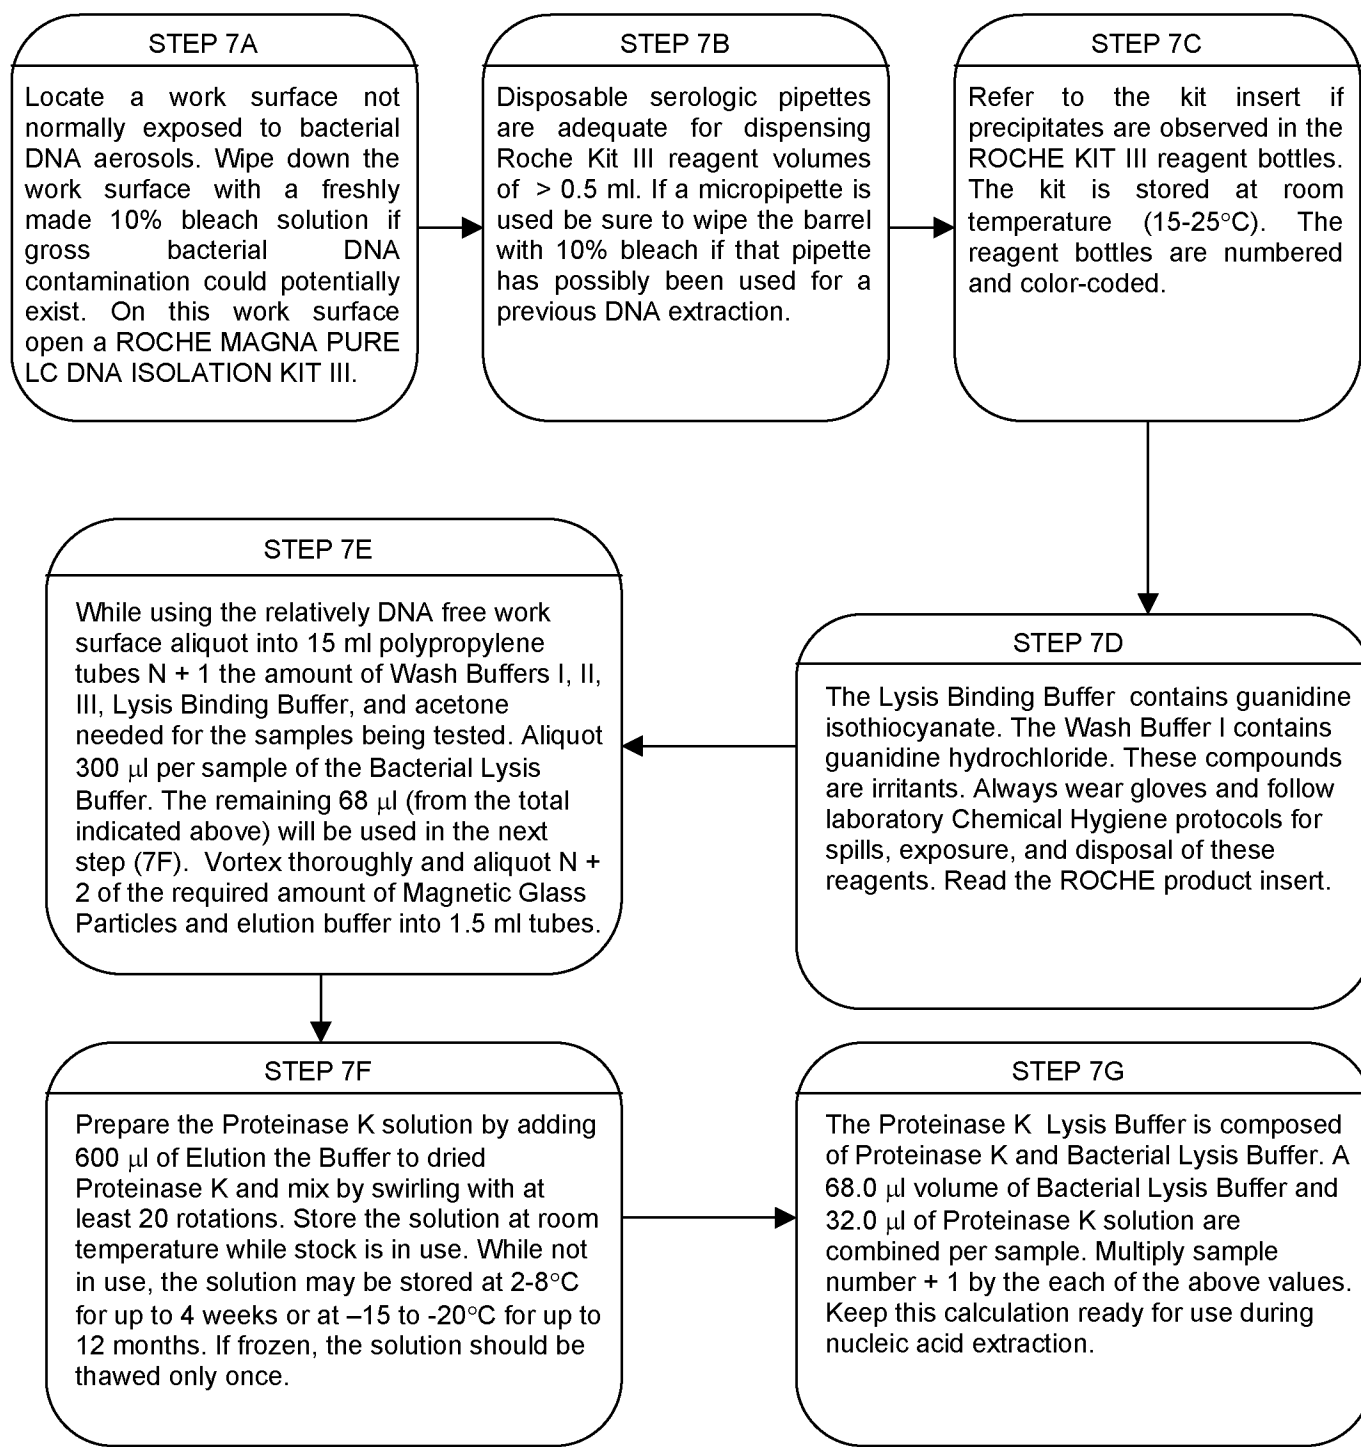 STEP 7A
Locate a work surface not
normally exposed to bacterial
DNA aerosols. Wipe down the
work surface with a freshly
made 10% bleach solution if
gross bacterial DNA
contamination could potentially
exist. On this work surface
open a ROCHE MAGNA PURE
LC DNA ISOLATION KIT III.
STEP 7B
Disposable serologic pipettes
are adequate for dispensing
Roche Kit III reagent volumes
of > 0.5 ml. If a micropipette is
used be sure to wipe the barrel
with 10% bleach if that pipette
has possibly been used for a
previous DNA extraction.
STEP 7C
Refer to the kit insert if
precipitates are observed in the
ROCHE KIT III reagent bottles.
The kit is stored at room
temperature (15-25°C). The
reagent bottles are numbered
and color-coded.
STEP 7D
The Lysis Binding Buffer contains guanidine
isothiocyanate. The Wash Buffer I contains
guanidine hydrochloride. These compounds
are irritants. Always wear gloves and follow
laboratory Chemical Hygiene protocols for
spills, exposure, and disposal of these
reagents. Read the ROCHE product insert.
STEP 7E
While using the relatively DNA free work
surface aliquot into 15 ml polypropylene
tubes N + 1 the amount of Wash Buffers I, II,
III, Lysis Binding Buffer, and acetone
needed for the samples being tested. Aliquot
300 μl per sample of the Bacterial Lysis
Buffer. The remaining 68 μl (from the total
indicated above) will be used in the next
step (7F). Vortex thoroughly and aliquot N +
2 of the required amount of Magnetic Glass
Particles and elution buffer into 1.5 ml tubes.
STEP 7F
Prepare the Proteinase K solution by adding
600 μl of Elution the Buffer to dried
Proteinase K and mix by swirling with at
least 20 rotations. Store the solution at room
temperature while stock is in use. While not
in use, the solution may be stored at 2-8°C
for up to 4 weeks or at –15 to -20°C for up to
12 months. If frozen, the solution should be
thawed only once.
STEP 7G
The Proteinase K Lysis Buffer is composed
of Proteinase K and Bacterial Lysis Buffer. A
68.0 μl volume of Bacterial Lysis Buffer and
32.0 μl of Proteinase K solution are
combined per sample. Multiply sample
number + 1 by the each of the above values.
Keep this calculation ready for use during
nucleic acid extraction.